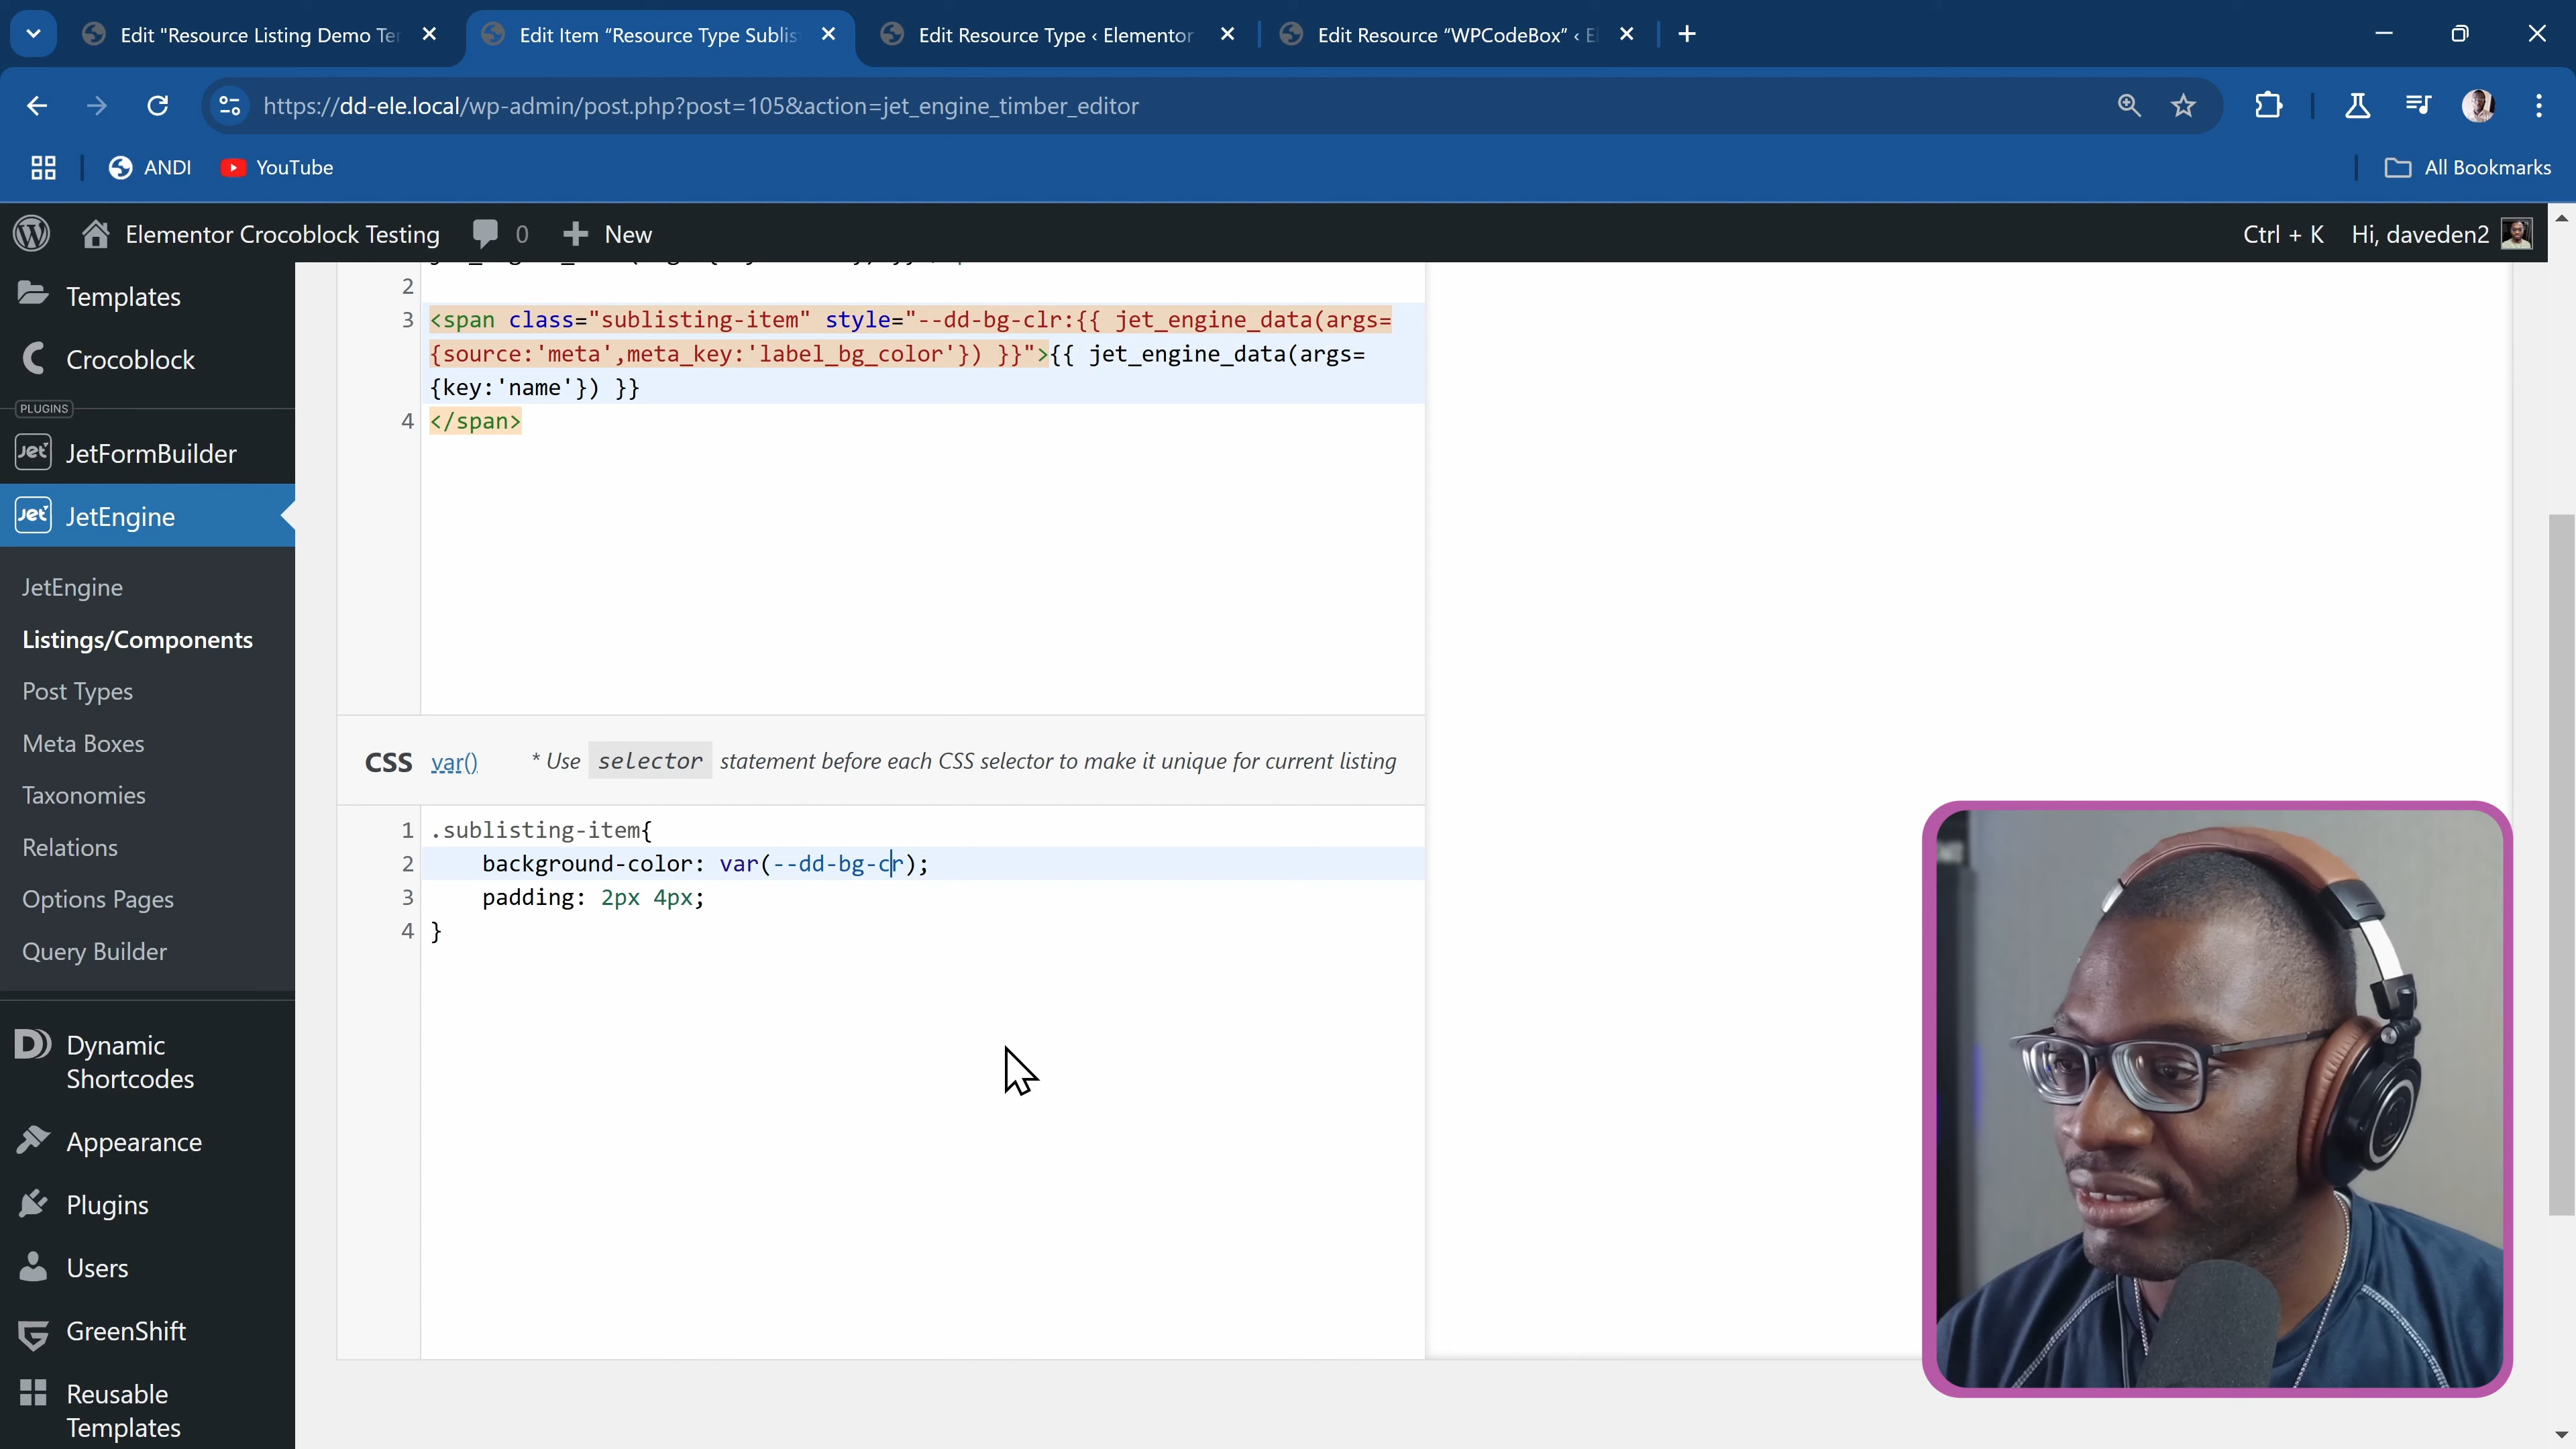 Edit "Resource Listing Demo Ter
Edit Item “Resource Type Sublis
Edit Resource Type ‹ Elementor
Edit Resource “WPCodeBox” ‹ E
https://dd-ele.local/wp-admin/post.php?post=105&action=jet_engine_timber_editor
ANDI
YouTube
All Bookmarks
Elementor Crocoblock Testing
0
New
Ctrl + K
Hi, daveden2
Templates
Crocoblock
PLUGINS
JetFormBuilder
JetEngine
JetEngine
Listings/Components
Post Types
Meta Boxes
Taxonomies
Relations
Options Pages
Query Builder
Dynamic
Shortcodes
Appearance
Plugins
Users
GreenShift
Reusable
Templates
2
3 <span class="sublisting-item" style="--dd-bg-clr:{{ jet_engine_data(args=
{source:'meta',meta_key:'label_bg_color'}) }}">{{ jet_engine_data(args=
{key:'name'}) }}
4 </span>
CSS var() * Use selector statement before each CSS selector to make it unique for current listing
1 .sublisting-item{
2 background-color: var(--dd-bg-cr);
3 padding: 2px 4px;
4 }